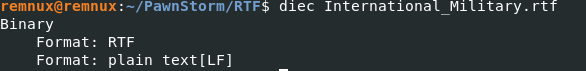 remnux@remnux:~/PawnStorm/RTF$ diec International_Military.rtf
Binary
    Format: RTF
    Format: plain text[LF]